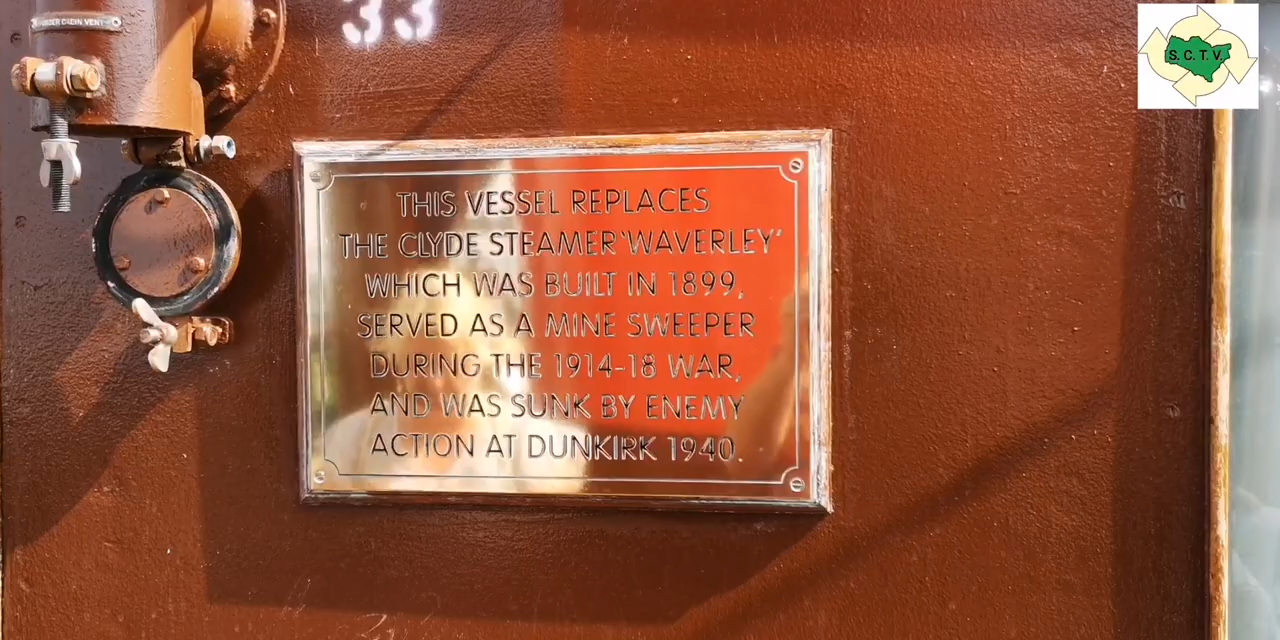 33
S. C. T. V.
THIS VESSEL REPLACES
THE CLYDE STEAMER 'WAVERLEY'
WHICH WAS BUILT IN 1899,
SERVED AS A MINE SWEEPER
DURING THE 1914-18 WAR,
AND WAS SUNK BY ENEMY
ACTION AT DUNKIRK 1940.